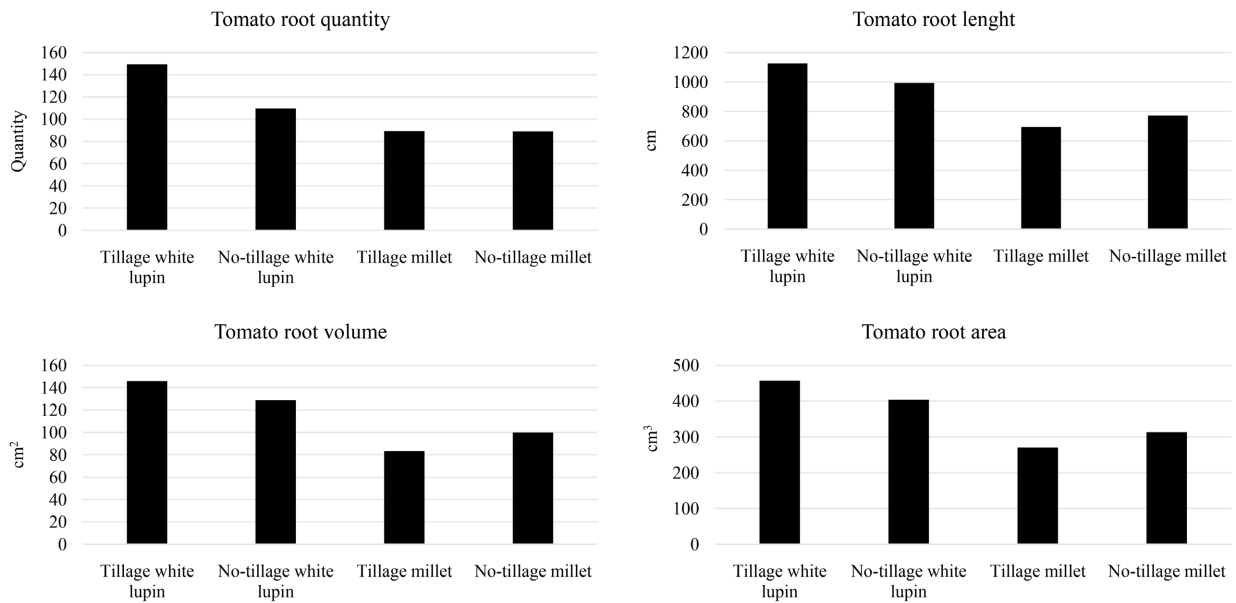 Tomato root quantity
Quantity
160
140
120
100
80
60
40
20
0
Tillage white
lupin
No-tillage white
lupin
Tillage millet
No-tillage millet
Tomato root lenght
cm
1200
1000
800
600
400
200
0
Tillage white
lupin
No-tillage white
lupin
Tillage millet
No-tillage millet
Tomato root volume
cm²
160
140
120
100
80
60
40
20
0
Tillage white
lupin
No-tillage white
lupin
Tillage millet
No-tillage millet
Tomato root area
cm³
500
400
300
200
100
0
Tillage white
lupin
No-tillage white
lupin
Tillage millet
No-tillage millet